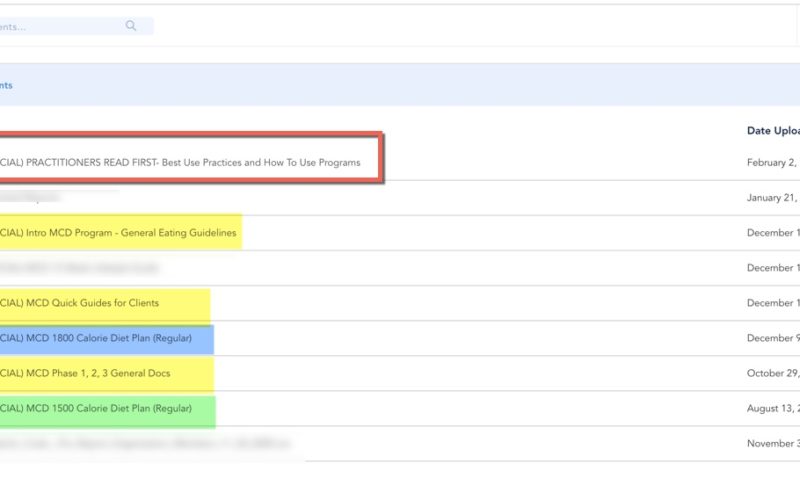 ents...
nts
Date Uploa
CIAL) PRACTITIONERS READ FIRST- Best Use Practices and How To Use Programs
February 2,
January 21,
CIAL) Intro MCD Program - General Eating Guidelines
December 1
December 1
CIAL) MCD Quick Guides for Clients
December 1
CIAL) MCD 1800 Calorie Diet Plan (Regular)
December 9
CIAL) MCD Phase 1, 2, 3 General Docs
October 29,
CIAL) MCD 1500 Calorie Diet Plan (Regular)
August 13, 2
November 3